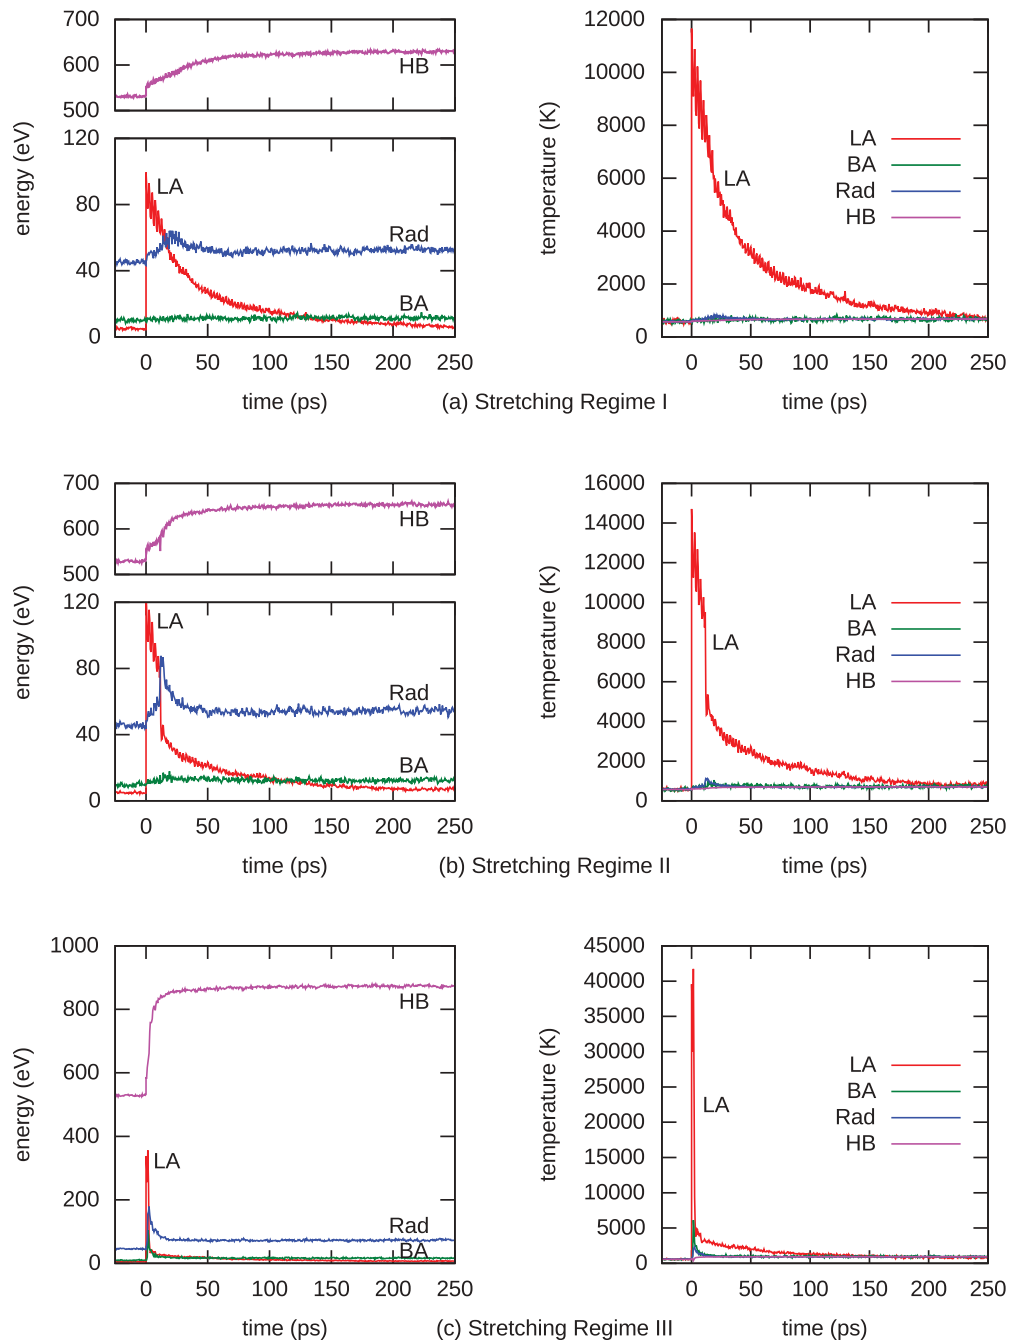 700
600
500
HB
120
80
40
0
energy (eV)
LA
Rad
BA
0 50 100 150 200 250
time (ps)
12000
10000
8000
6000
4000
2000
0
temperature (K)
LA
LA
BA
Rad
HB
0 50 100 150 200 250
time (ps)
(a) Stretching Regime I
700
600
500
HB
120
80
40
0
energy (eV)
LA
Rad
BA
0 50 100 150 200 250
time (ps)
16000
14000
12000
10000
8000
6000
4000
2000
0
temperature (K)
LA
LA
BA
Rad
HB
0 50 100 150 200 250
time (ps)
(b) Stretching Regime II
1000
800
600
400
200
0
energy (eV)
HB
LA
Rad
BA
0 50 100 150 200 250
time (ps)
45000
40000
35000
30000
25000
20000
15000
10000
5000
0
temperature (K)
LA
LA
BA
Rad
HB
0 50 100 150 200 250
time (ps)
(c) Stretching Regime III